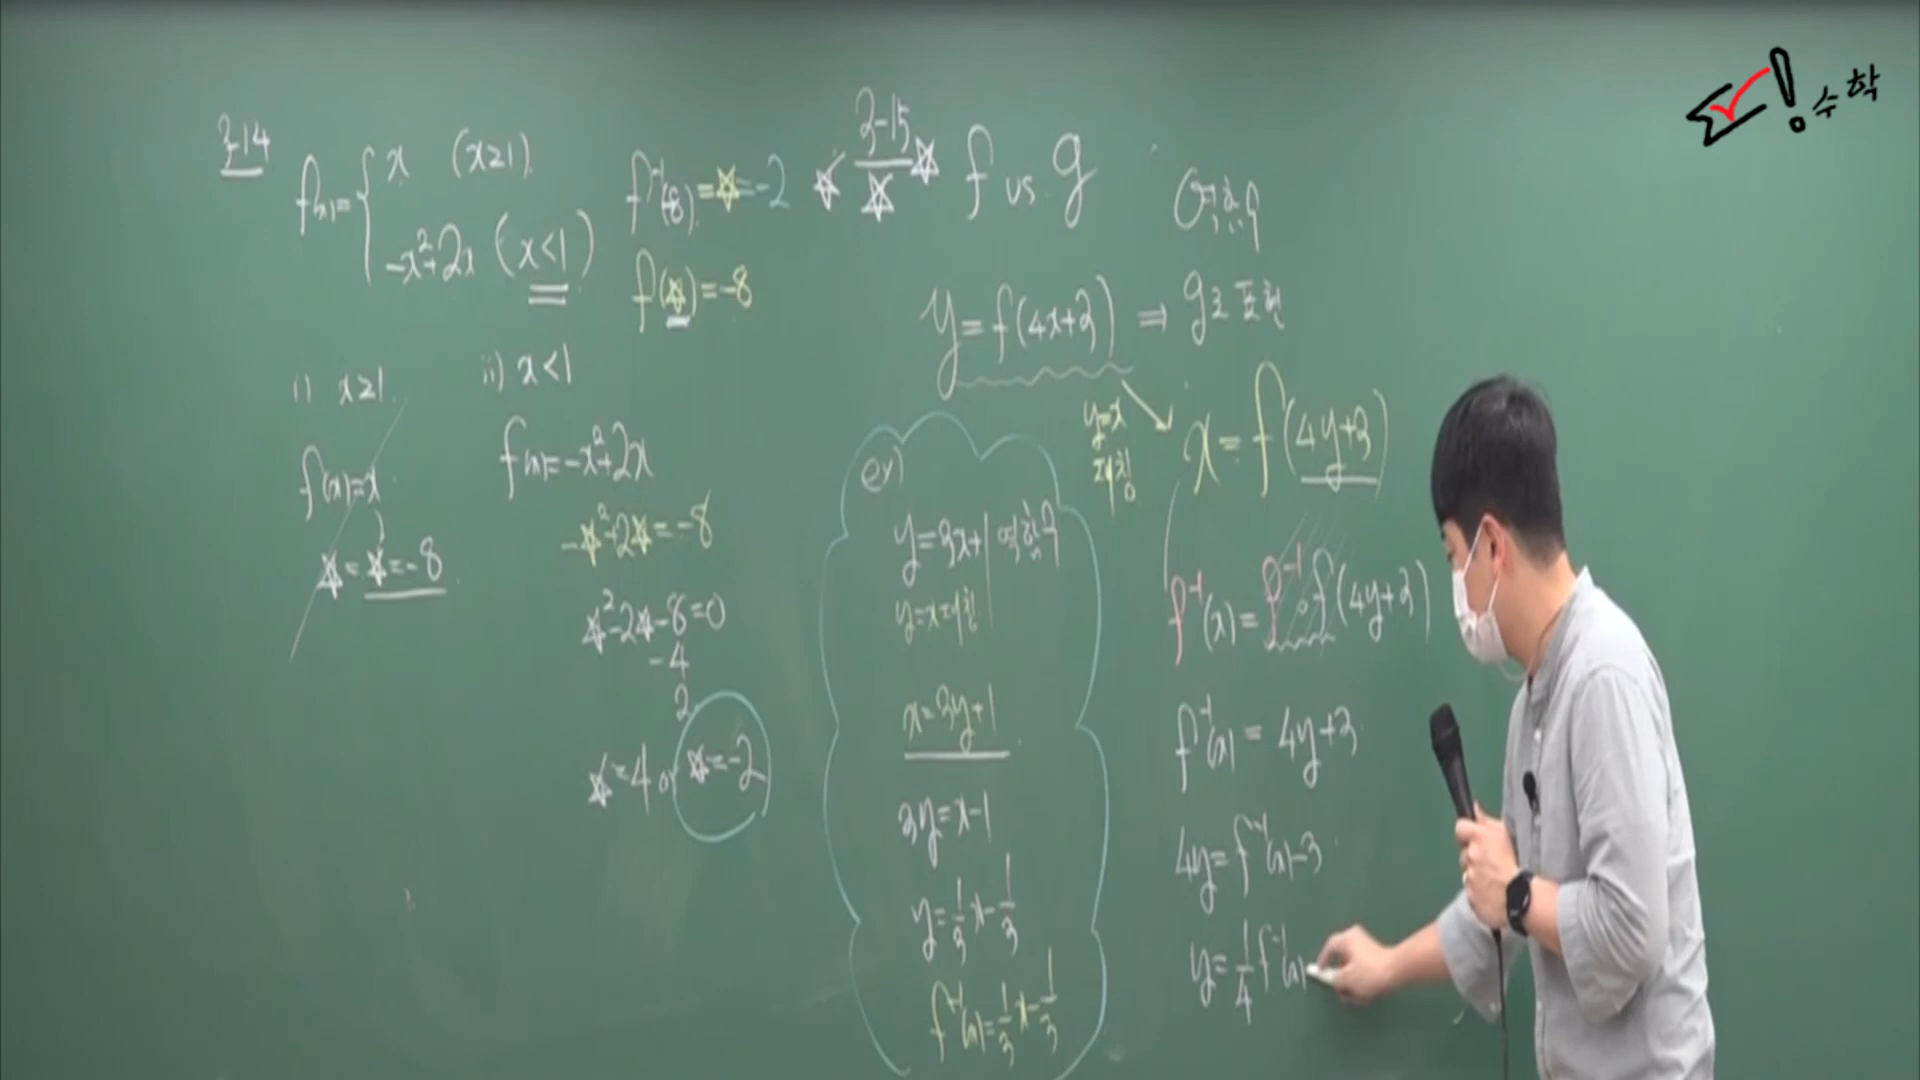 3-14
f(x)= { x (x≥1)
-x²+2x (x<1)
f⁻¹(-8)=☆=-2
f(☆)=-8
i) x≥1
f(x)=x
☆=☆=-8
ii) x<1
f(x)=-x²+2x
-☆²+2☆=-8
☆²-2☆-8=0
-4
2
☆=4 or ☆=-2
☆ 3-15 ☆
☆
f vs g 역함수
y=f(4x+3) ⇒ g로 표현
y=x
대칭
x=f(4y+3)
f⁻¹(x)=f⁻¹∘f(4y+3)
f⁻¹(x)=4y+3
4y=f⁻¹(x)-3
y=1/4 f⁻¹(x)
ex)
y=3x+1 역함수
y=x대칭
x=3y+1
3y=x-1
y=1/3 x-1/3
f⁻¹(x)=1/3 x-1/3
수학